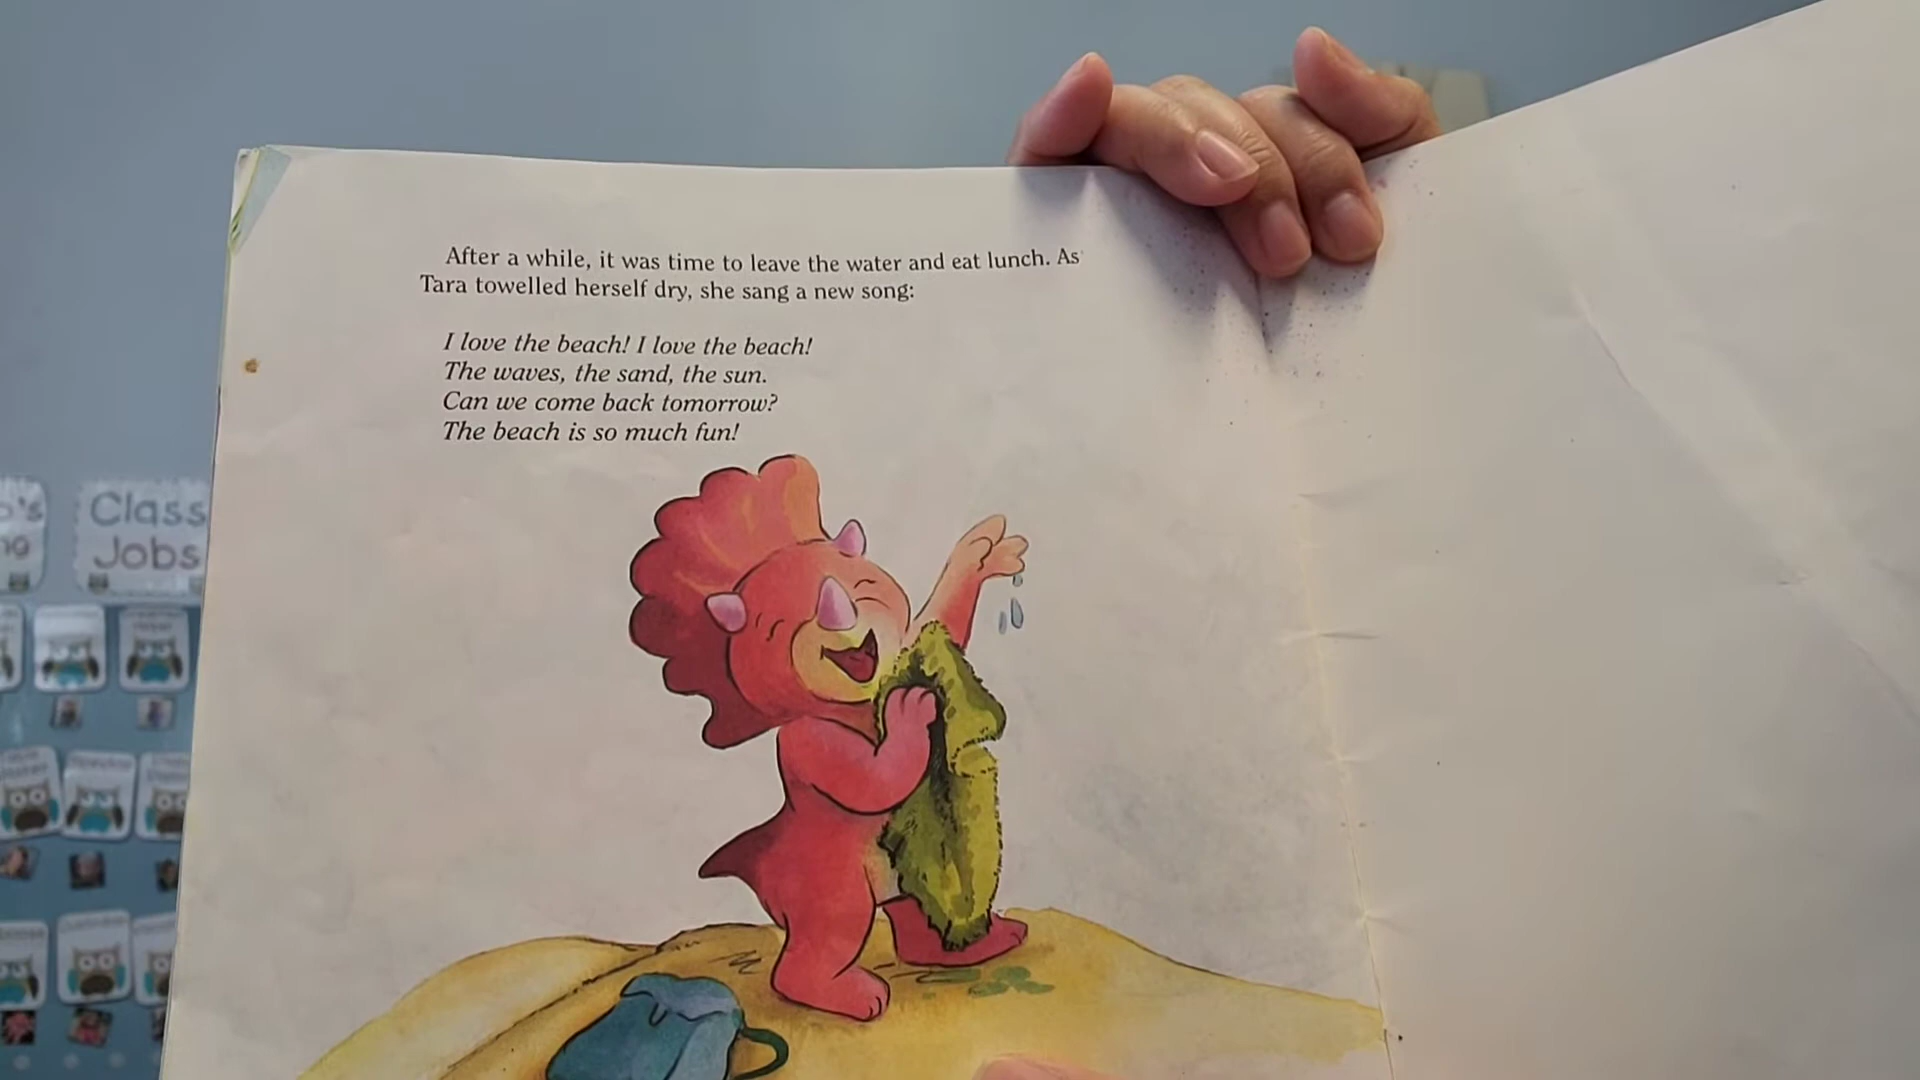 After a while, it was time to leave the water and eat lunch. As
Tara towelled herself dry, she sang a new song:
I love the beach! I love the beach!
The waves, the sand, the sun.
Can we come back tomorrow?
The beach is so much fun!
Class
Jobs